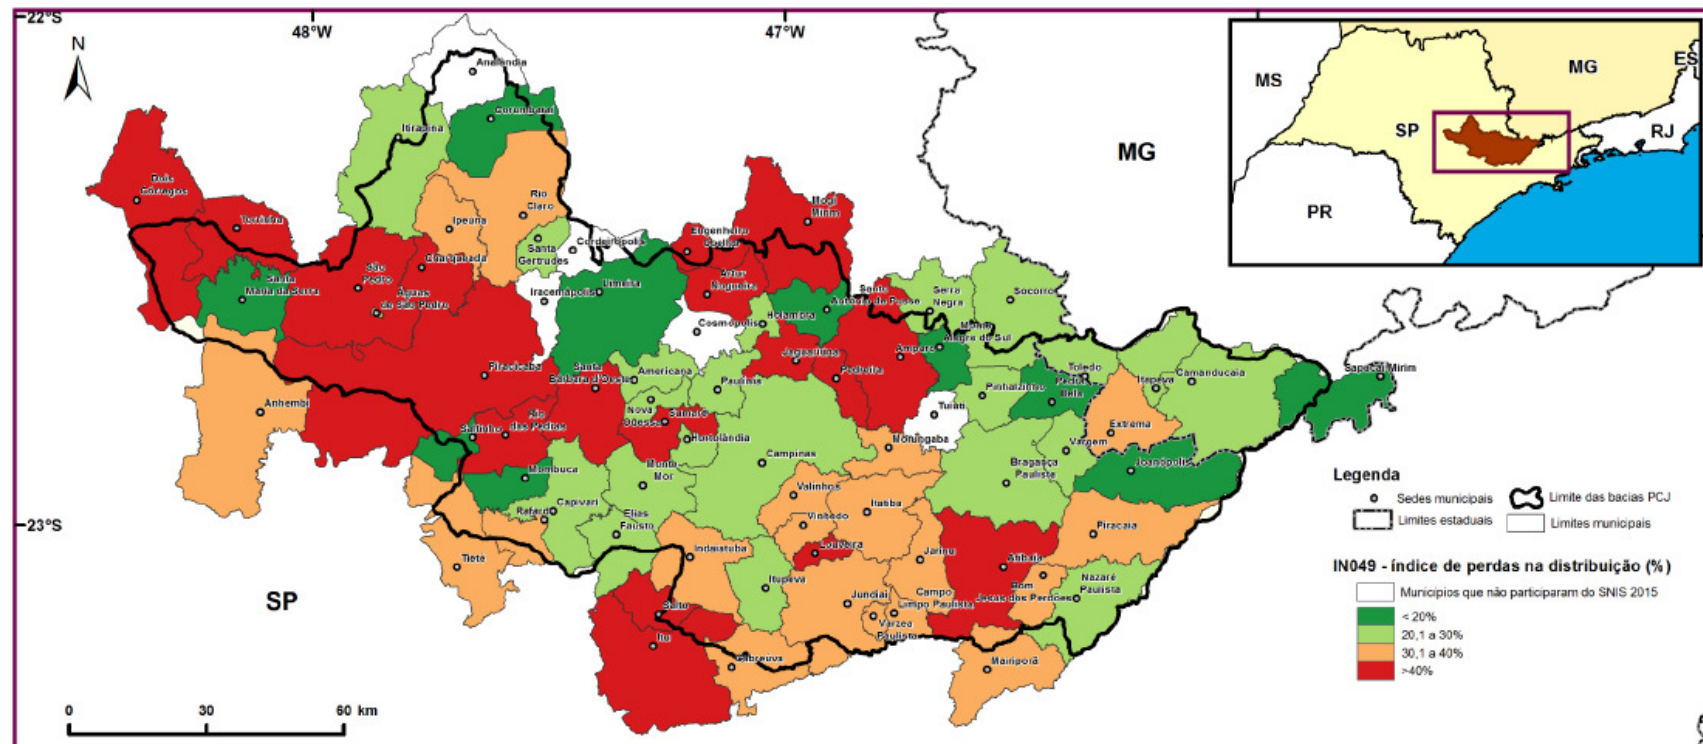 22°S
48°W
47°W
N
Analândia
Corumbataí
Itirapina
MG
Dois
Córregos
Torrinha
Ipeúna
Rio
Claro
Santa
Gertrudes
Cordeirópolis
Mogi
Mirim
Engenheiro
Coelho
Charqueada
São
Pedro
Águas
de São Pedro
Santa
Maria da Serra
Iracemápolis
Limeira
Artur
Nogueira
Holambra
Santo
Antônio de Posse
Serra
Negra
Socorro
Cosmópolis
Monte
Alegre do Sul
Amparo
Jaguariúna
Pedreira
Piracicaba
Santa
Bárbara d'Oeste
Americana
Paulínia
Nova
Odessa
Sumaré
Hortolândia
Pinhalzinho
Toledo
Pedra
Bela
Itapeva
Camanducaia
Sapucaí Mirim
Tuiuti
Extrema
Anhembi
Saltinho
Rio
das Pedras
Mombuca
Monte
Mor
Campinas
Morungaba
Vargem
Bragança
Paulista
Joanópolis
Capivari
Rafard
Elias
Fausto
Valinhos
Vinhedo
Itatiba
Louveira
23°S
Tietê
Indaiatuba
Itupeva
Jundiaí
Jarinu
Campo
Limpo Paulista
Várzea
Paulista
Atibaia
Bom
Jesus dos Perdões
Piracaia
Nazaré
Paulista
SP
Salto
Itu
Cabreúva
Mairiporã
0 30 60 km
MS
MG
ES
SP
RJ
PR
Legenda
Sedes municipais
Limite das bacias PCJ
Limites estaduais
Limites municipais
IN049 - índice de perdas na distribuição (%)
Municípios que não participaram do SNIS 2015
< 20%
20,1 a 30%
30,1 a 40%
>40%